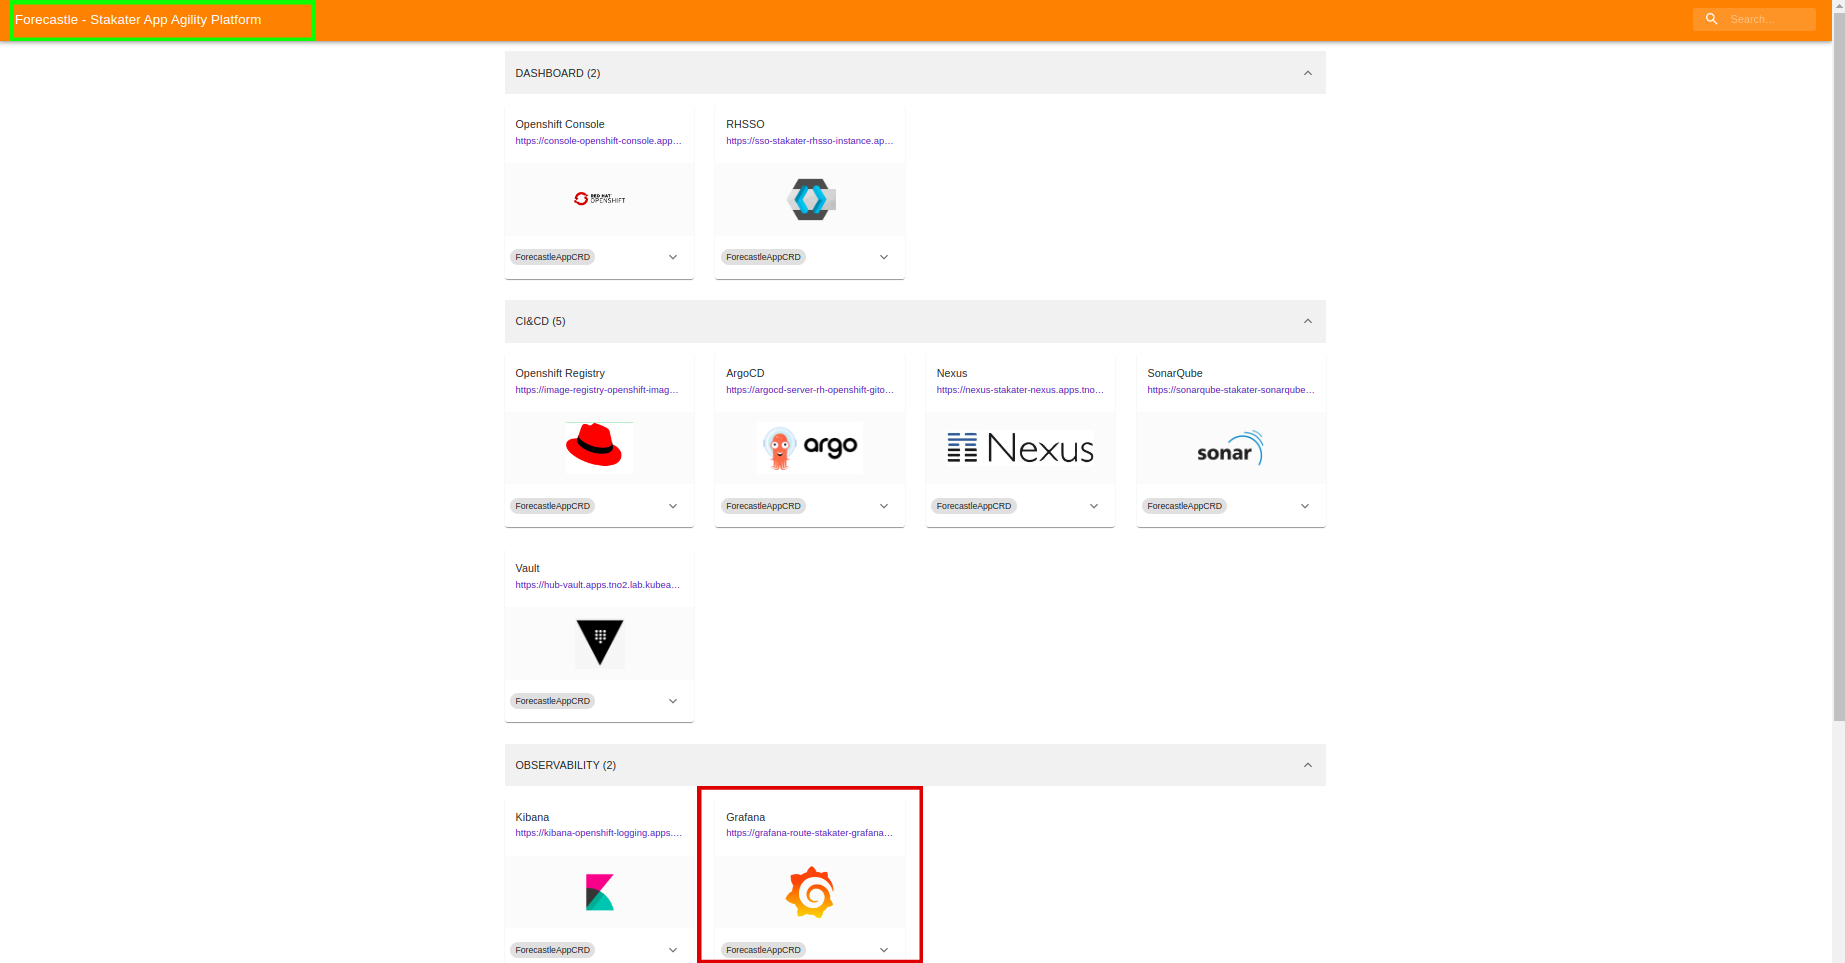 Forecastle - Stakater App Agility Platform
Search...
DASHBOARD (2)
Openshift Console
https://console-openshift-console.app...
RHSSO
https://sso-stakater-rhsso-instance.ap...
RED HAT
OPENSHIFT
ForecastleAppCRD
ForecastleAppCRD
CI&CD (5)
Openshift Registry
https://image-registry-openshift-imag...
ArgoCD
https://argocd-server-rh-openshift-gito...
Nexus
https://nexus-stakater-nexus.apps.tno...
SonarQube
https://sonarqube-stakater-sonarqube...
argo
Nexus
sonar
ForecastleAppCRD
ForecastleAppCRD
ForecastleAppCRD
ForecastleAppCRD
Vault
https://hub-vault.apps.tno2.lab.kubea...
ForecastleAppCRD
OBSERVABILITY (2)
Kibana
https://kibana-openshift-logging.apps....
Grafana
https://grafana-route-stakater-grafana...
ForecastleAppCRD
ForecastleAppCRD